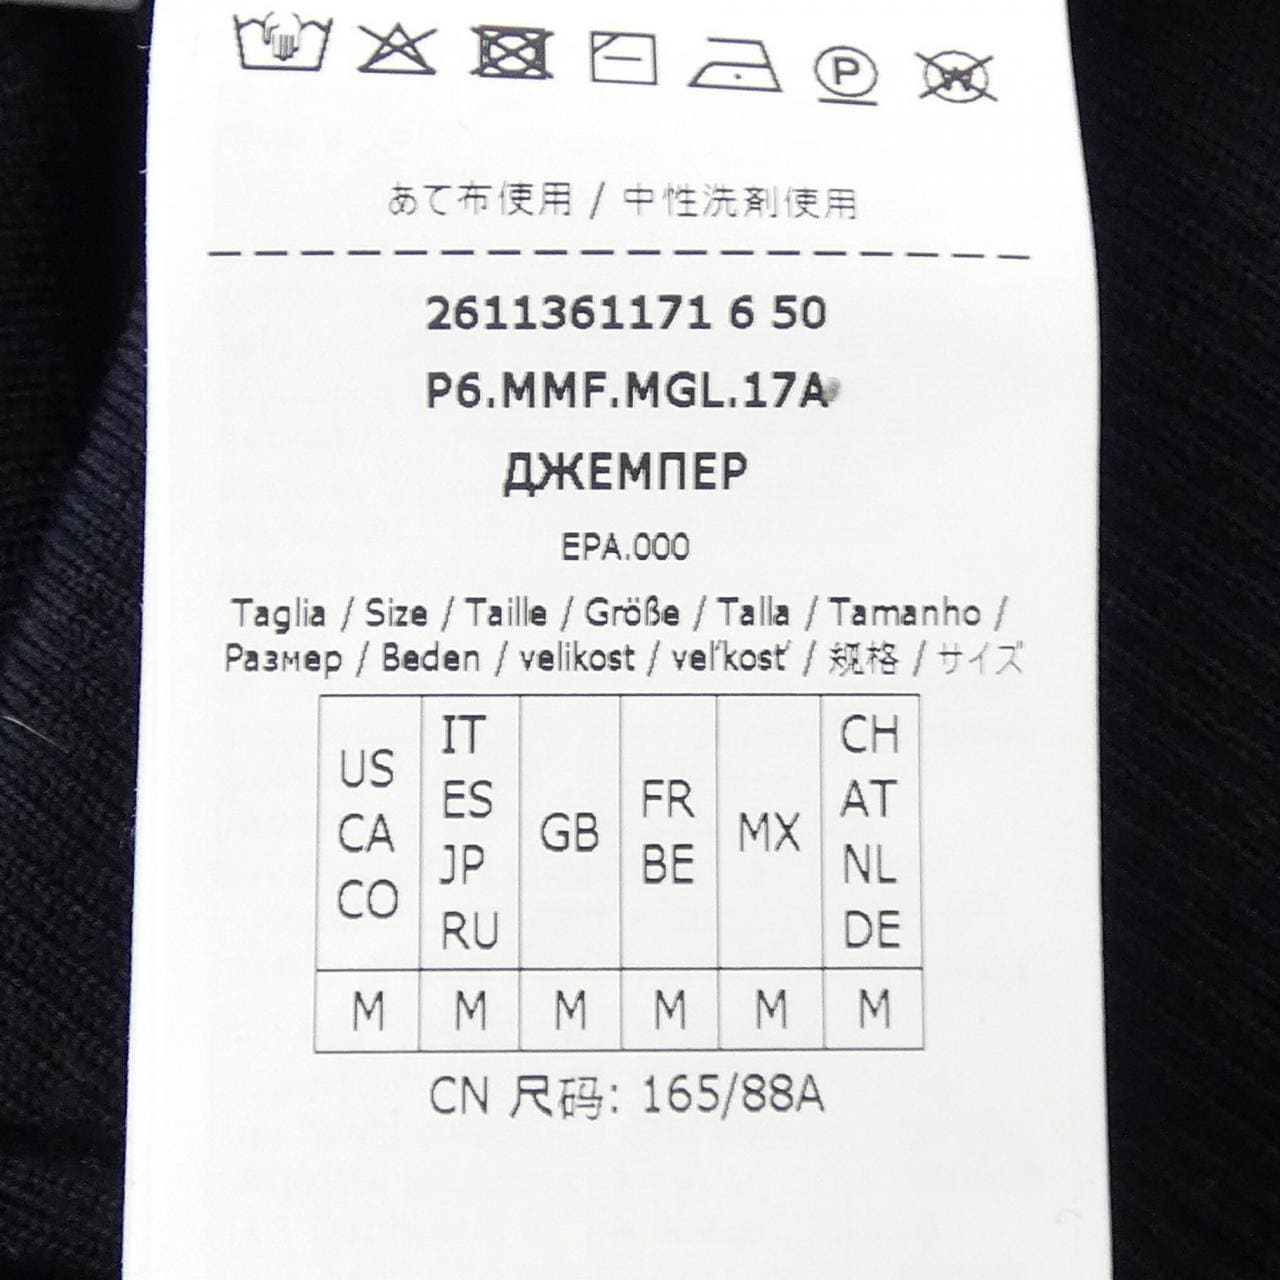 P
W
あて布使用 / 中性洗剤使用
2611361171 6 50
P6.MMF.MGL.17A
ДЖЕМПЕР
EPA.000
Taglia / Size / Taille / Größe / Talla / Tamanho /
Размер / Beden / velikost / veľkosť / 规格 / サイズ
US CA CO IT ES JP RU GB FR BE MX CH AT NL DE
M M M M M M
CN 尺码: 165/88A